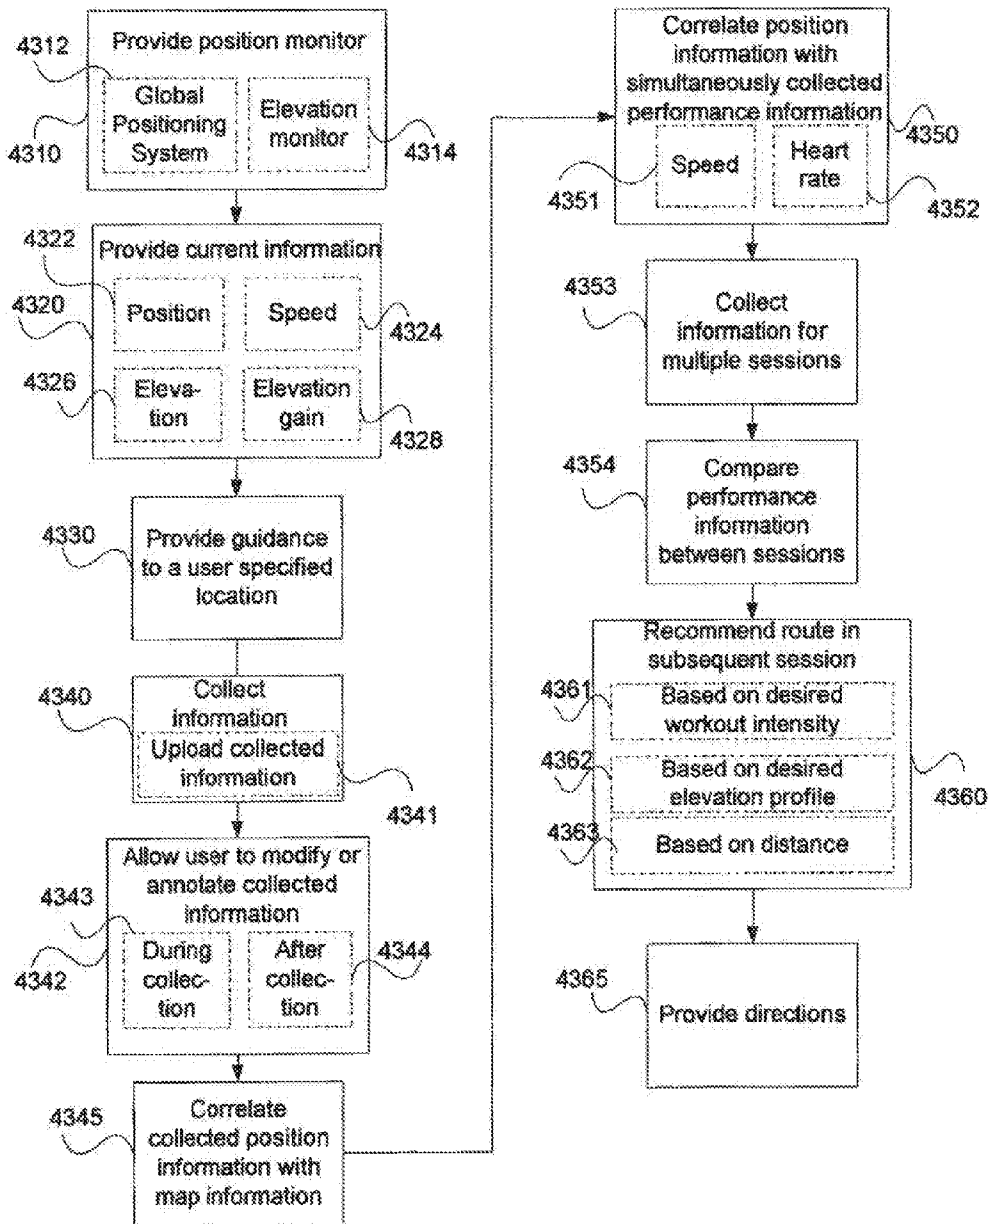 Provide position monitor
4312
Global
Positioning
System
Elevation
monitor
4310
4314
4322
Provide current information
4320
Position
Speed
4324
4326
Eleva-
tion
Elevation
gain
4328
4330
Provide guidance
to a user specified
location
4340
Collect
information
Upload collected
information
4341
Allow user to modify or
annotate collected
information
4343
During
collec-
tion
After
collec-
tion
4344
4342
4345
Correlate
collected position
information with
map information
Correlate position
information with
simultaneously collected
performance information
4350
4351
Speed
Heart
rate
4352
4353
Collect
information for
multiple sessions
4354
Compare
performance
information
between sessions
Recommend route in
subsequent session
4361
Based on desired
workout intensity
4362
Based on desired
elevation profile
4360
4363
Based on distance
4365
Provide directions